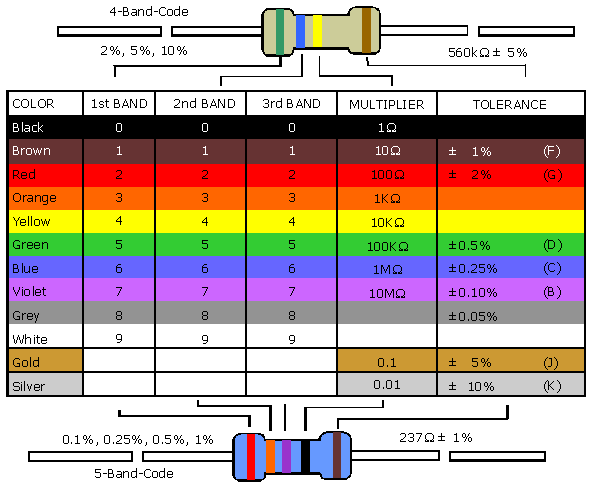 4-Band-Code
2%, 5%, 10%
560kΩ ± 5%
COLOR 1st BAND 2nd BAND 3rd BAND MULTIPLIER TOLERANCE
Black 0 0 0 1Ω
Brown 1 1 1 10Ω ± 1% (F)
Red 2 2 2 100Ω ± 2% (G)
Orange 3 3 3 1KΩ
Yellow 4 4 4 10KΩ
Green 5 5 5 100KΩ ±0.5% (D)
Blue 6 6 6 1MΩ ±0.25% (C)
Violet 7 7 7 10MΩ ±0.10% (B)
Grey 8 8 8 ±0.05%
White 9 9 9
Gold 0.1 ± 5% (J)
Silver 0.01 ± 10% (K)
0.1%, 0.25%, 0.5%, 1%
237Ω ± 1%
5-Band-Code